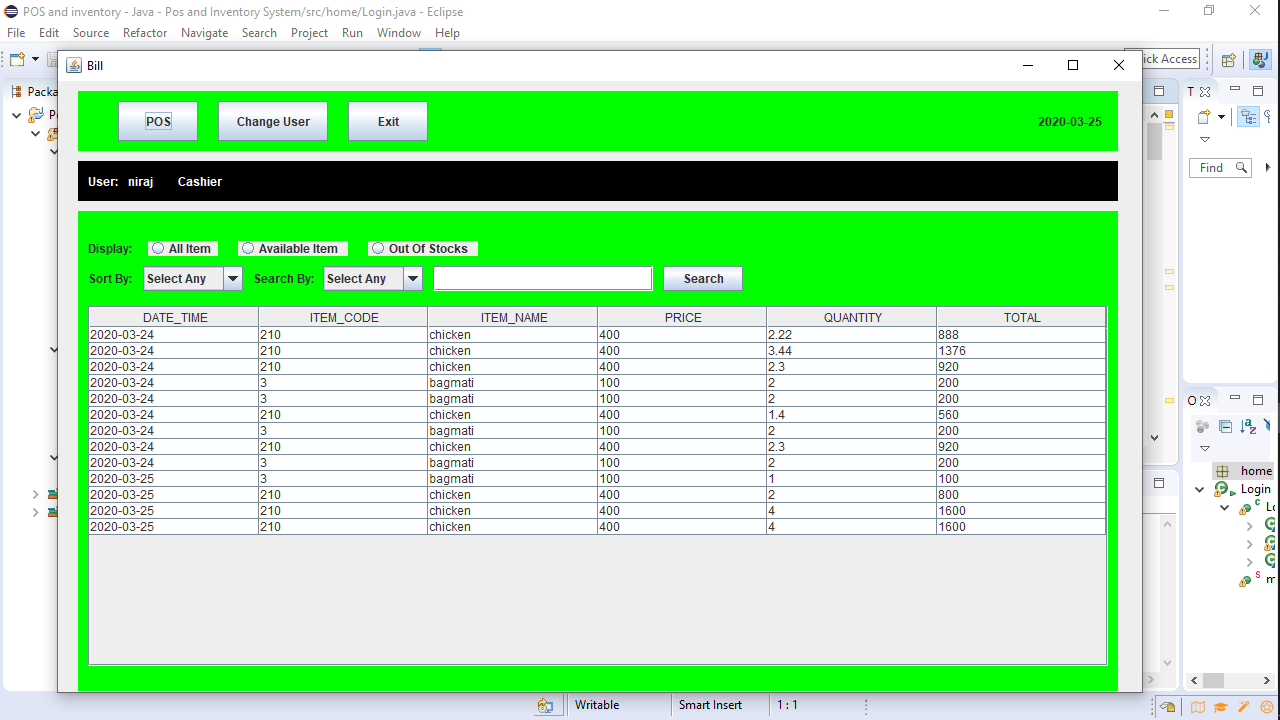 POS and inventory - Java - Pos and Inventory System/src/home/Login.java - Eclipse
File Edit Source Refactor Navigate Search Project Run Window Help
Bill
POS Change User Exit 2020-03-25
User: niraj Cashier
Display: All Item Available Item Out Of Stocks
Sort By: Select Any Search By: Select Any Search
DATE_TIME ITEM_CODE ITEM_NAME PRICE QUANTITY TOTAL
2020-03-24 210 chicken 400 2.22 888
2020-03-24 210 chicken 400 3.44 1376
2020-03-24 210 chicken 400 2.3 920
2020-03-24 3 bagmati 100 2 200
2020-03-24 3 bagmati 100 2 200
2020-03-24 210 chicken 400 1.4 560
2020-03-24 3 bagmati 100 2 200
2020-03-24 210 chicken 400 2.3 920
2020-03-24 3 bagmati 100 2 200
2020-03-25 3 bagmati 100 1 100
2020-03-25 210 chicken 400 2 800
2020-03-25 210 chicken 400 4 1600
2020-03-25 210 chicken 400 4 1600
Packa
ick Access
T
Find
O
home
Login
Writable Smart Insert 1 : 1